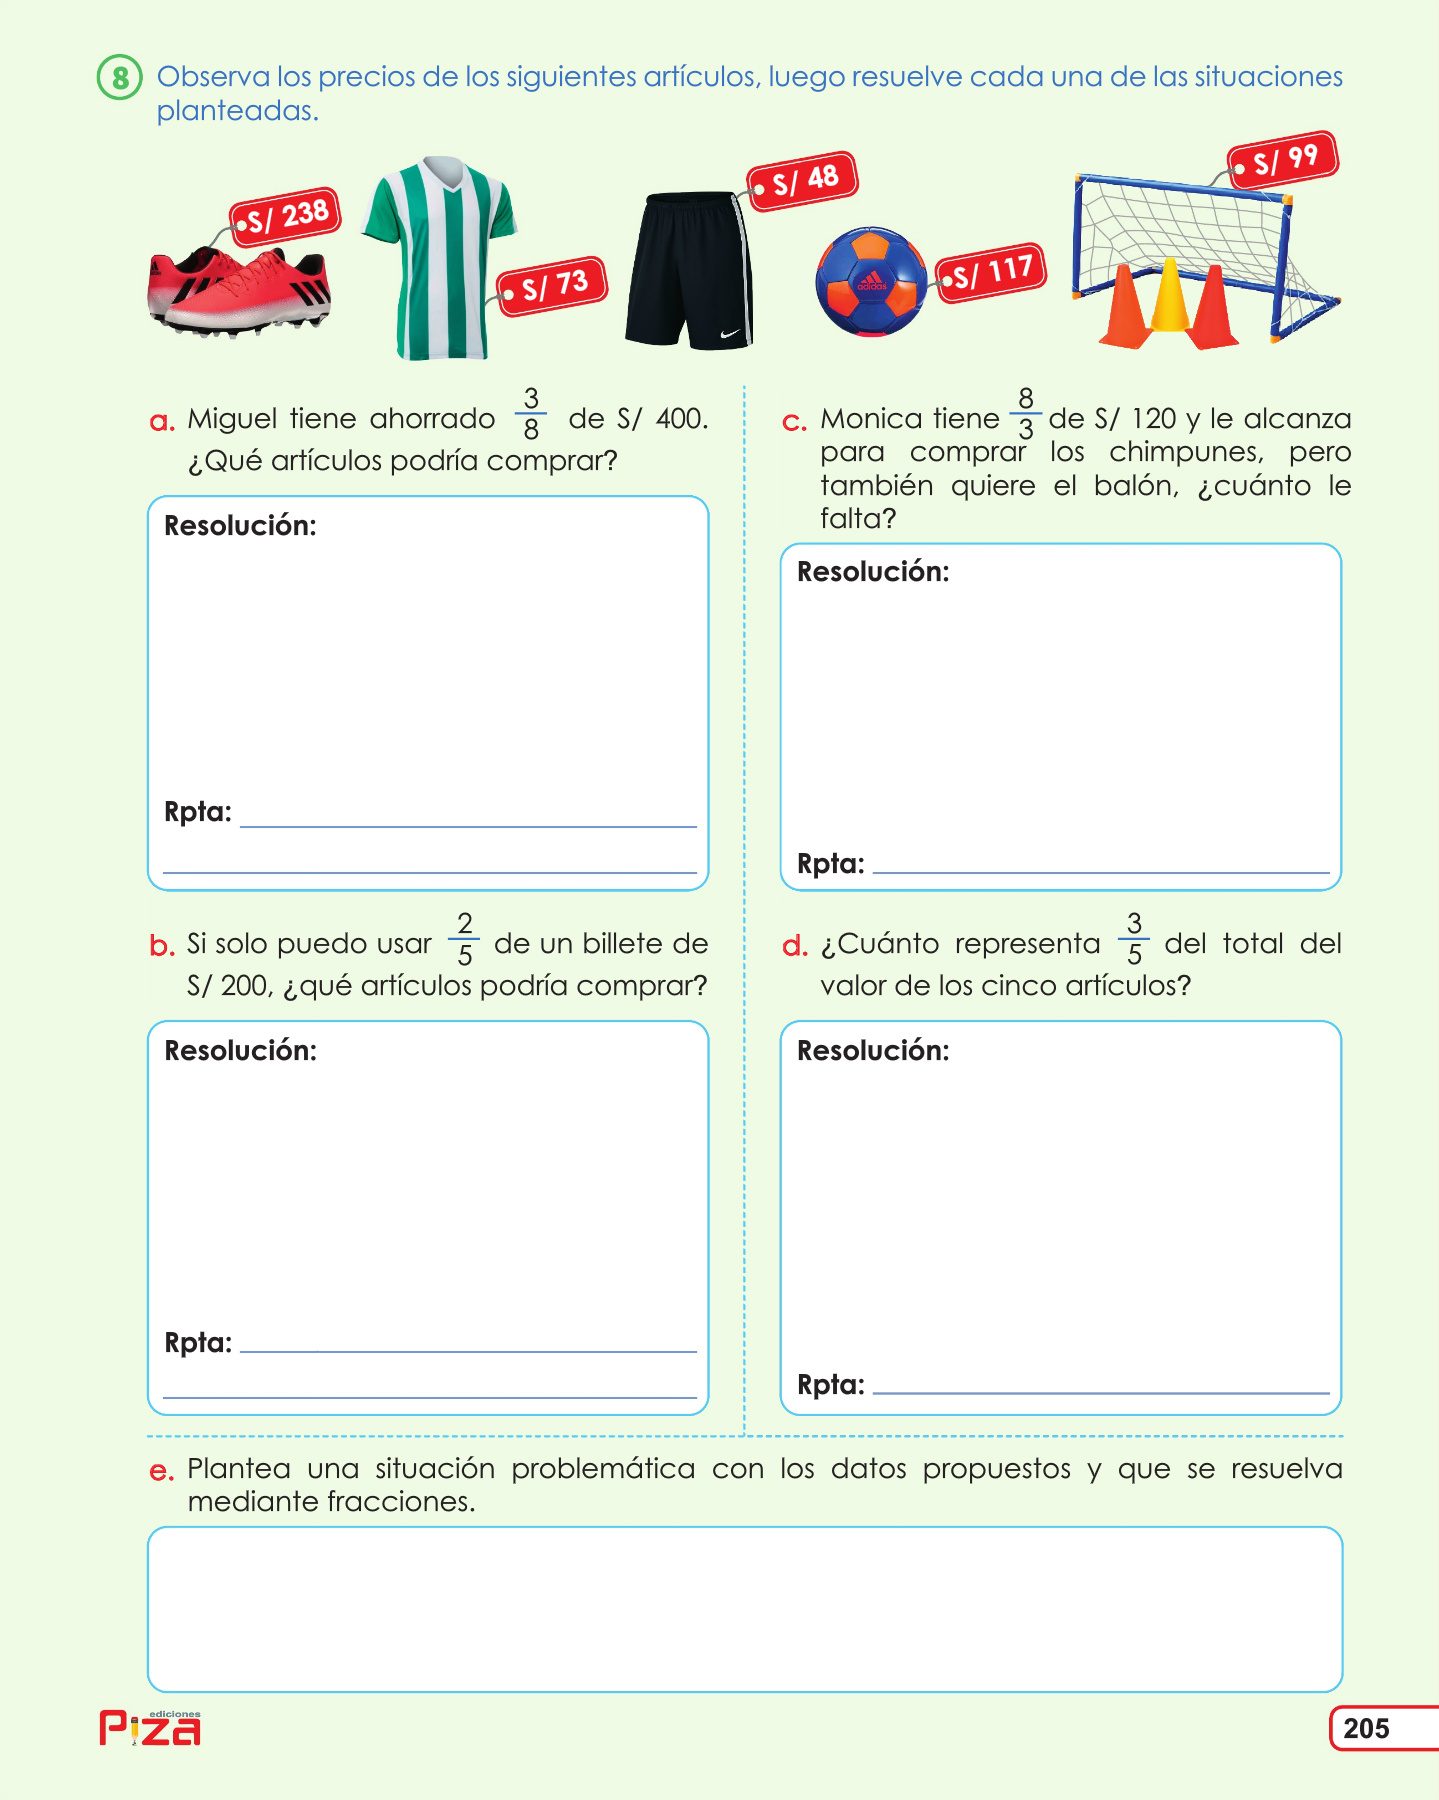 8 Observa los precios de los siguientes artículos, luego resuelve cada una de las situaciones
planteadas.
S/ 238
S/ 73
S/ 48
adidas
S/ 117
S/ 99
a. Miguel tiene ahorrado 3/8 de S/ 400.
¿Qué artículos podría comprar?
Resolución:
Rpta:
b. Si solo puedo usar 2/5 de un billete de
S/ 200, ¿qué artículos podría comprar?
Resolución:
Rpta:
c. Monica tiene 8/3 de S/ 120 y le alcanza
para comprar los chimpunes, pero
también quiere el balón, ¿cuánto le
falta?
Resolución:
Rpta:
d. ¿Cuánto representa 3/5 del total del
valor de los cinco artículos?
Resolución:
Rpta:
e. Plantea una situación problemática con los datos propuestos y que se resuelva
mediante fracciones.
ediciones
Piza
205